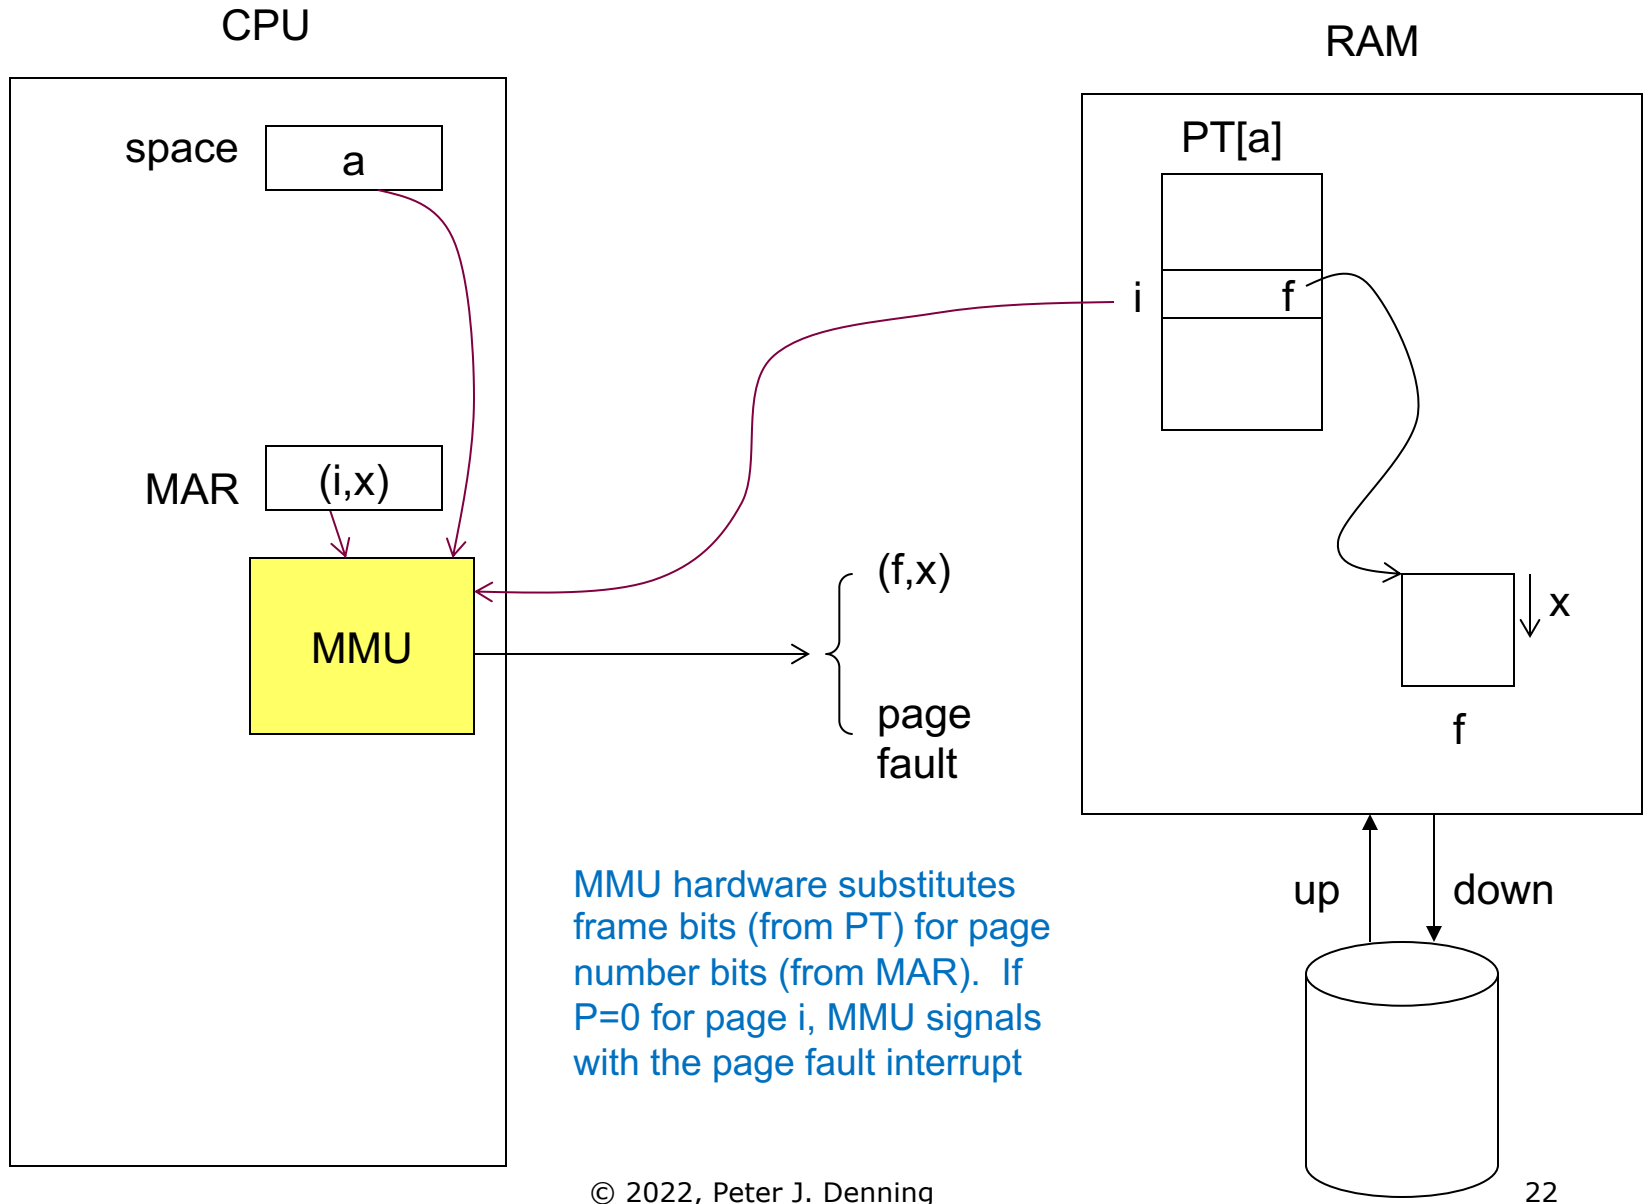 CPU
RAM
space
a
PT[a]
i
f
MAR
(i,x)
MMU
(f,x)
page
fault
x
f
MMU hardware substitutes
frame bits (from PT) for page
number bits (from MAR).  If
P=0 for page i, MMU signals
with the page fault interrupt
up
down
© 2022, Peter J. Denning
22